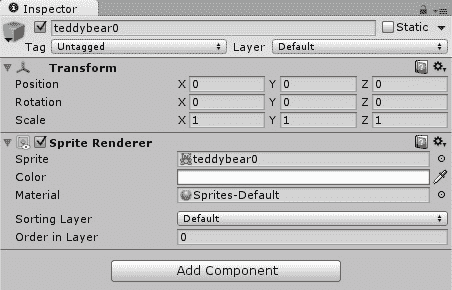 Inspector
teddybear0 Static
Tag Untagged Layer Default
Transform
Position X 0 Y 0 Z 0
Rotation X 0 Y 0 Z 0
Scale X 1 Y 1 Z 1
Sprite Renderer
Sprite teddybear0
Color
Material Sprites-Default
Sorting Layer Default
Order in Layer 0
Add Component